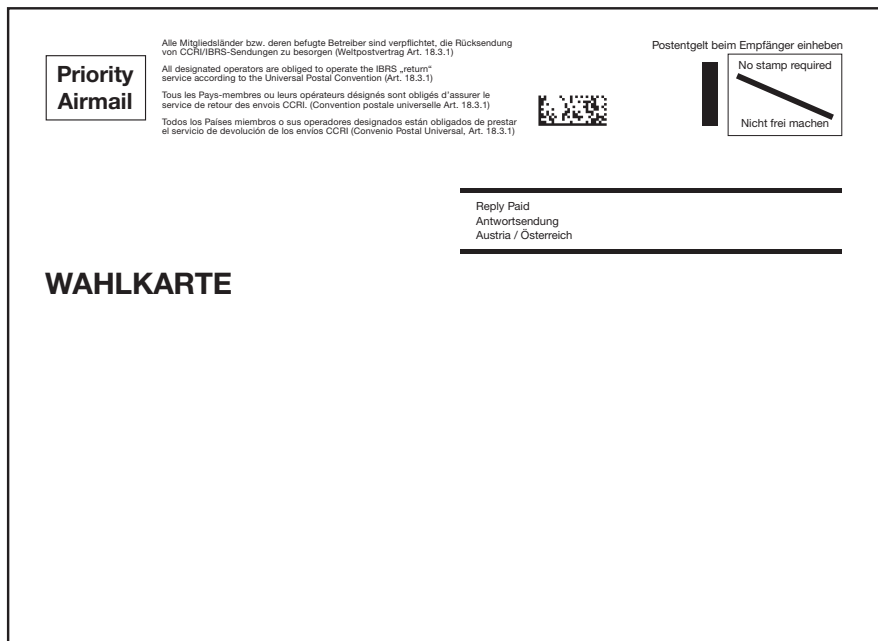 Priority
Airmail
Alle Mitgliedsländer bzw. deren befugte Betreiber sind verpflichtet, die Rücksendung
von CCRI/IBRS-Sendungen zu besorgen (Weltpostvertrag Art. 18.3.1)
All designated operators are obliged to operate the IBRS „return“
service according to the Universal Postal Convention (Art. 18.3.1)
Tous les Pays-membres ou leurs opérateurs désignés sont obligés d’assurer le
service de retour des envois CCRI. (Convention postale universelle Art. 18.3.1)
Todos los Países miembros o sus operadores designados están obligados de prestar
el servicio de devolución de los envíos CCRI (Convenio Postal Universal, Art. 18.3.1)
Postentgelt beim Empfänger einheben
No stamp required
Nicht frei machen
Reply Paid
Antwortsendung
Austria / Österreich
WAHLKARTE